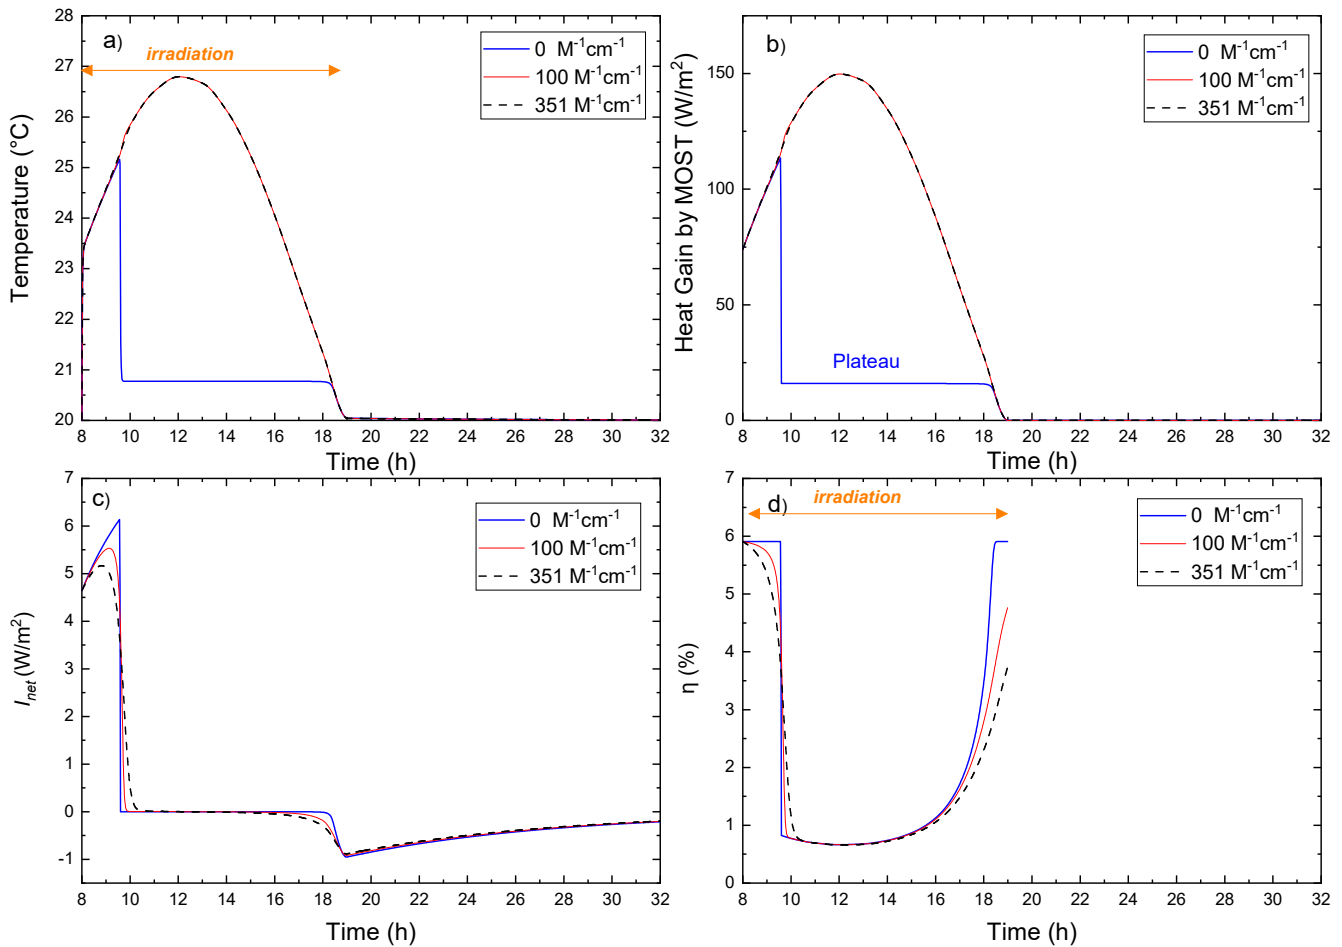 a)
irradiation
0 M⁻¹cm⁻¹
100 M⁻¹cm⁻¹
351 M⁻¹cm⁻¹
Temperature (°C)
28
27
26
25
24
23
22
21
20
8 10 12 14 16 18 20 22 24 26 28 30 32
Time (h)
b)
0 M⁻¹cm⁻¹
100 M⁻¹cm⁻¹
351 M⁻¹cm⁻¹
Heat Gain by MOST (W/m²)
150
100
50
0
Plateau
8 10 12 14 16 18 20 22 24 26 28 30 32
Time (h)
c)
0 M⁻¹cm⁻¹
100 M⁻¹cm⁻¹
351 M⁻¹cm⁻¹
I_net (W/m²)
7
6
5
4
3
2
1
0
-1
8 10 12 14 16 18 20 22 24 26 28 30 32
Time (h)
d)
irradiation
0 M⁻¹cm⁻¹
100 M⁻¹cm⁻¹
351 M⁻¹cm⁻¹
η (%)
7
6
5
4
3
2
1
0
8 10 12 14 16 18 20 22 24 26 28 30 32
Time (h)